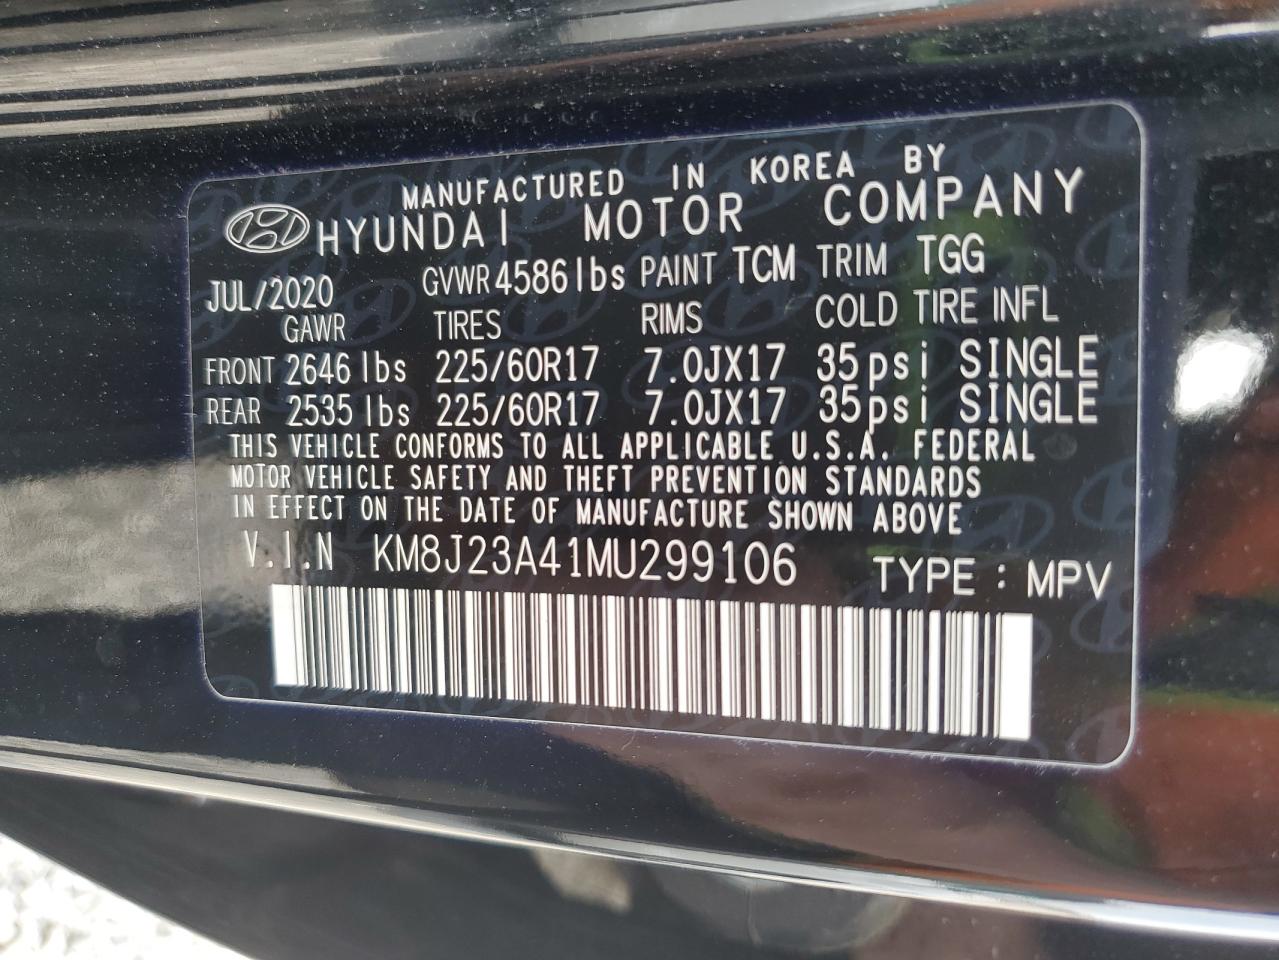 MANUFACTURED IN KOREA BY
HYUNDAI MOTOR COMPANY
JUL/2020 GVWR 4586lbs PAINT TCM TRIM TGG
GAWR TIRES RIMS COLD TIRE INFL
FRONT 2646 lbs 225/60R17 7.0JX17 35psi SINGLE
REAR 2535 lbs 225/60R17 7.0JX17 35psi SINGLE
THIS VEHICLE CONFORMS TO ALL APPLICABLE U.S.A. FEDERAL
MOTOR VEHICLE SAFETY AND THEFT PREVENTION STANDARDS
IN EFFECT ON THE DATE OF MANUFACTURE SHOWN ABOVE
V.I.N KM8J23A41MU299106 TYPE : MPV